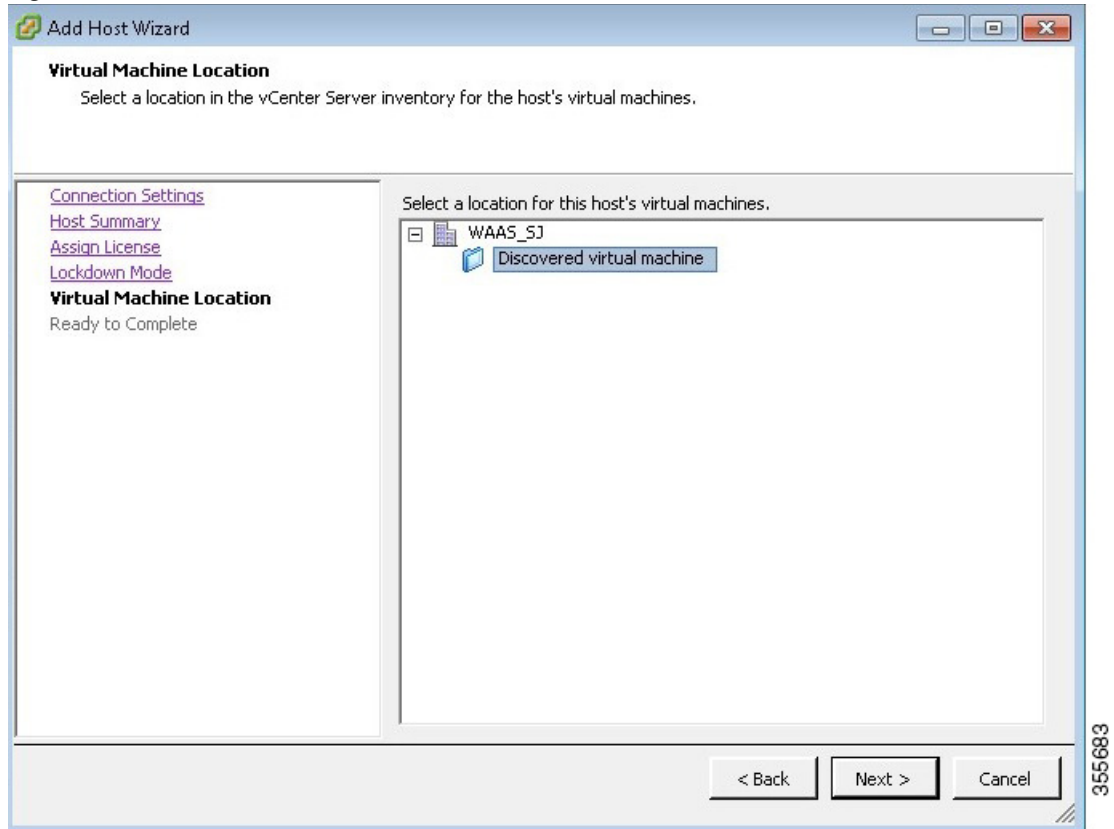 Add Host Wizard
Virtual Machine Location
Select a location in the vCenter Server inventory for the host's virtual machines.
Connection Settings
Host Summary
Assign License
Lockdown Mode
Virtual Machine Location
Ready to Complete
Select a location for this host's virtual machines.
WAAS_SJ
Discovered virtual machine
< Back Next > Cancel
355683